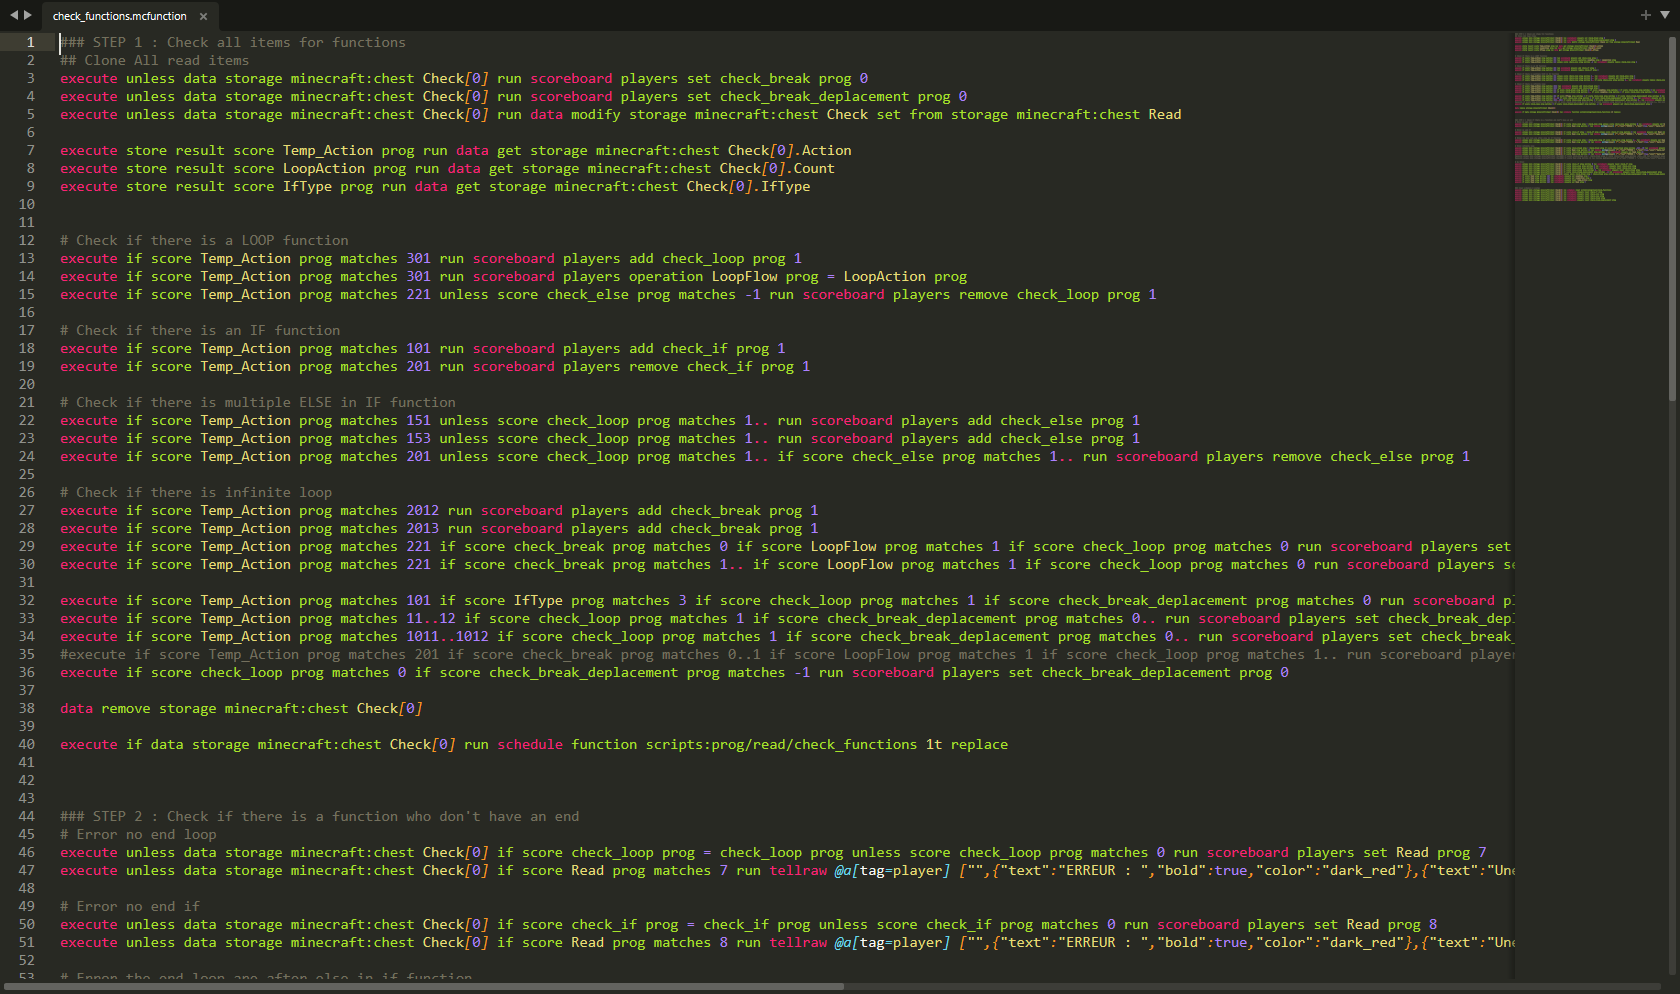 check_functions.mcfunction ×
1 ### STEP 1 : Check all items for functions
2 ## Clone All read items
3 execute unless data storage minecraft:chest Check[0] run scoreboard players set check_break prog 0
4 execute unless data storage minecraft:chest Check[0] run scoreboard players set check_break_deplacement prog 0
5 execute unless data storage minecraft:chest Check[0] run data modify storage minecraft:chest Check set from storage minecraft:chest Read
6
7 execute store result score Temp_Action prog run data get storage minecraft:chest Check[0].Action
8 execute store result score LoopAction prog run data get storage minecraft:chest Check[0].Count
9 execute store result score IfType prog run data get storage minecraft:chest Check[0].IfType
10
11
12 # Check if there is a LOOP function
13 execute if score Temp_Action prog matches 301 run scoreboard players add check_loop prog 1
14 execute if score Temp_Action prog matches 301 run scoreboard players operation LoopFlow prog = LoopAction prog
15 execute if score Temp_Action prog matches 221 unless score check_else prog matches -1 run scoreboard players remove check_loop prog 1
16
17 # Check if there is an IF function
18 execute if score Temp_Action prog matches 101 run scoreboard players add check_if prog 1
19 execute if score Temp_Action prog matches 201 run scoreboard players remove check_if prog 1
20
21 # Check if there is multiple ELSE in IF function
22 execute if score Temp_Action prog matches 151 unless score check_loop prog matches 1.. run scoreboard players add check_else prog 1
23 execute if score Temp_Action prog matches 153 unless score check_loop prog matches 1.. run scoreboard players add check_else prog 1
24 execute if score Temp_Action prog matches 201 unless score check_loop prog matches 1.. if score check_else prog matches 1.. run scoreboard players remove check_else prog 1
25
26 # Check if there is infinite loop
27 execute if score Temp_Action prog matches 2012 run scoreboard players add check_break prog 1
28 execute if score Temp_Action prog matches 2013 run scoreboard players add check_break prog 1
29 execute if score Temp_Action prog matches 221 if score check_break prog matches 0 if score LoopFlow prog matches 1 if score check_loop prog matches 0 run scoreboard players set
30 execute if score Temp_Action prog matches 221 if score check_break prog matches 1.. if score LoopFlow prog matches 1 if score check_loop prog matches 0 run scoreboard players se
31
32 execute if score Temp_Action prog matches 101 if score IfType prog matches 3 if score check_loop prog matches 1 if score check_break_deplacement prog matches 0 run scoreboard pl
33 execute if score Temp_Action prog matches 11..12 if score check_loop prog matches 1 if score check_break_deplacement prog matches 0.. run scoreboard players set check_break_depl
34 execute if score Temp_Action prog matches 1011..1012 if score check_loop prog matches 1 if score check_break_deplacement prog matches 0.. run scoreboard players set check_break_
35 #execute if score Temp_Action prog matches 201 if score check_break prog matches 0..1 if score LoopFlow prog matches 1 if score check_loop prog matches 1.. run scoreboard player
36 execute if score check_loop prog matches 0 if score check_break_deplacement prog matches -1 run scoreboard players set check_break_deplacement prog 0
37
38 data remove storage minecraft:chest Check[0]
39
40 execute if data storage minecraft:chest Check[0] run schedule function scripts:prog/read/check_functions 1t replace
41
42
43
44 ### STEP 2 : Check if there is a function who don't have an end
45 # Error no end loop
46 execute unless data storage minecraft:chest Check[0] if score check_loop prog = check_loop prog unless score check_loop prog matches 0 run scoreboard players set Read prog 7
47 execute unless data storage minecraft:chest Check[0] if score Read prog matches 7 run tellraw @a[tag=player] ["",{"text":"ERREUR : ","bold":true,"color":"dark_red"},{"text":"Une
48
49 # Error no end if
50 execute unless data storage minecraft:chest Check[0] if score check_if prog = check_if prog unless score check_if prog matches 0 run scoreboard players set Read prog 8
51 execute unless data storage minecraft:chest Check[0] if score Read prog matches 8 run tellraw @a[tag=player] ["",{"text":"ERREUR : ","bold":true,"color":"dark_red"},{"text":"Une
52
53 # Error the end loop are after else in if function